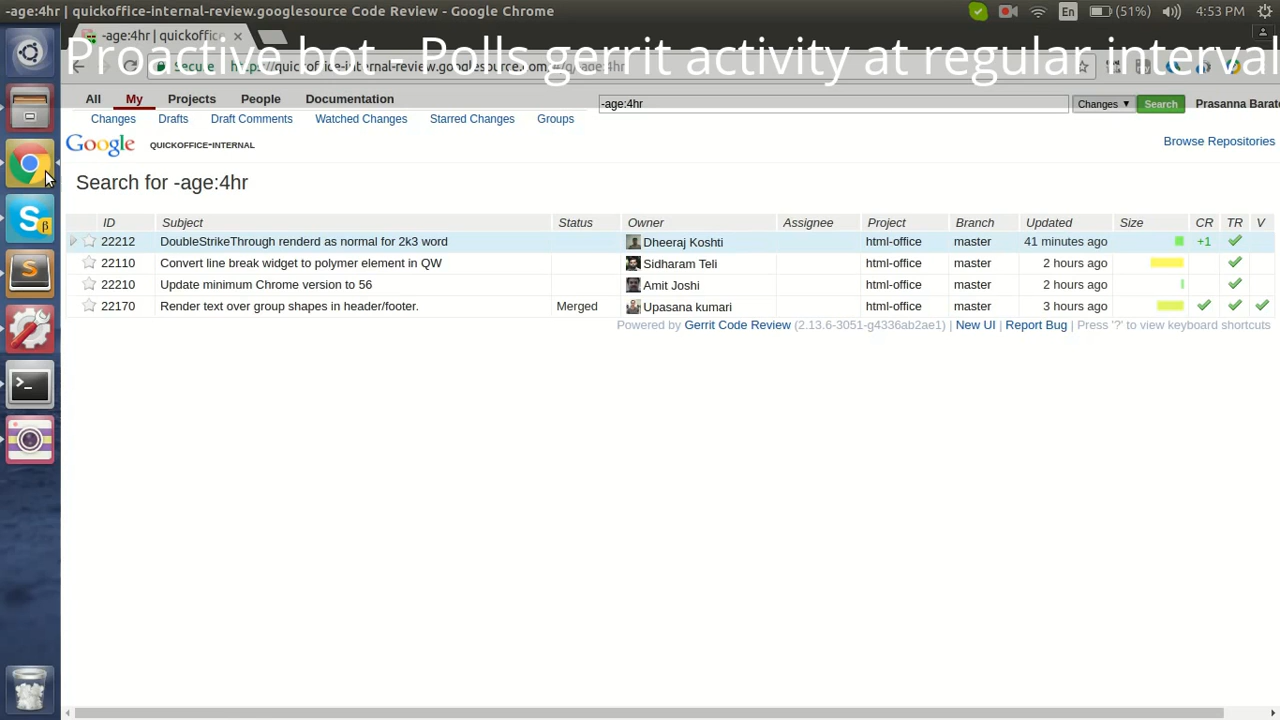 -age:4hr | quickoffice-internal-review.googlesource Code Review - Google Chrome
En (51%) 4:53 PM
-age:4hr | quickoffic
Proactive bot - Polls gerrit activity at regular interval
Secure
All My Projects People Documentation
-age:4hr Changes ▼ Search Prasanna Barat
Changes Drafts Draft Comments Watched Changes Starred Changes Groups
Google QUICKOFFICE-INTERNAL
Browse Repositories
Search for -age:4hr
ID Subject Status Owner Assignee Project Branch Updated Size CR TR V
22212 DoubleStrikeThrough renderd as normal for 2k3 word Dheeraj Koshti html-office master 41 minutes ago +1
22110 Convert line break widget to polymer element in QW Sidharam Teli html-office master 2 hours ago
22210 Update minimum Chrome version to 56 Amit Joshi html-office master 2 hours ago
22170 Render text over group shapes in header/footer. Merged Upasana kumari html-office master 3 hours ago
Powered by Gerrit Code Review (2.13.6-3051-g4336ab2ae1) | New UI | Report Bug | Press '?' to view keyboard shortcuts